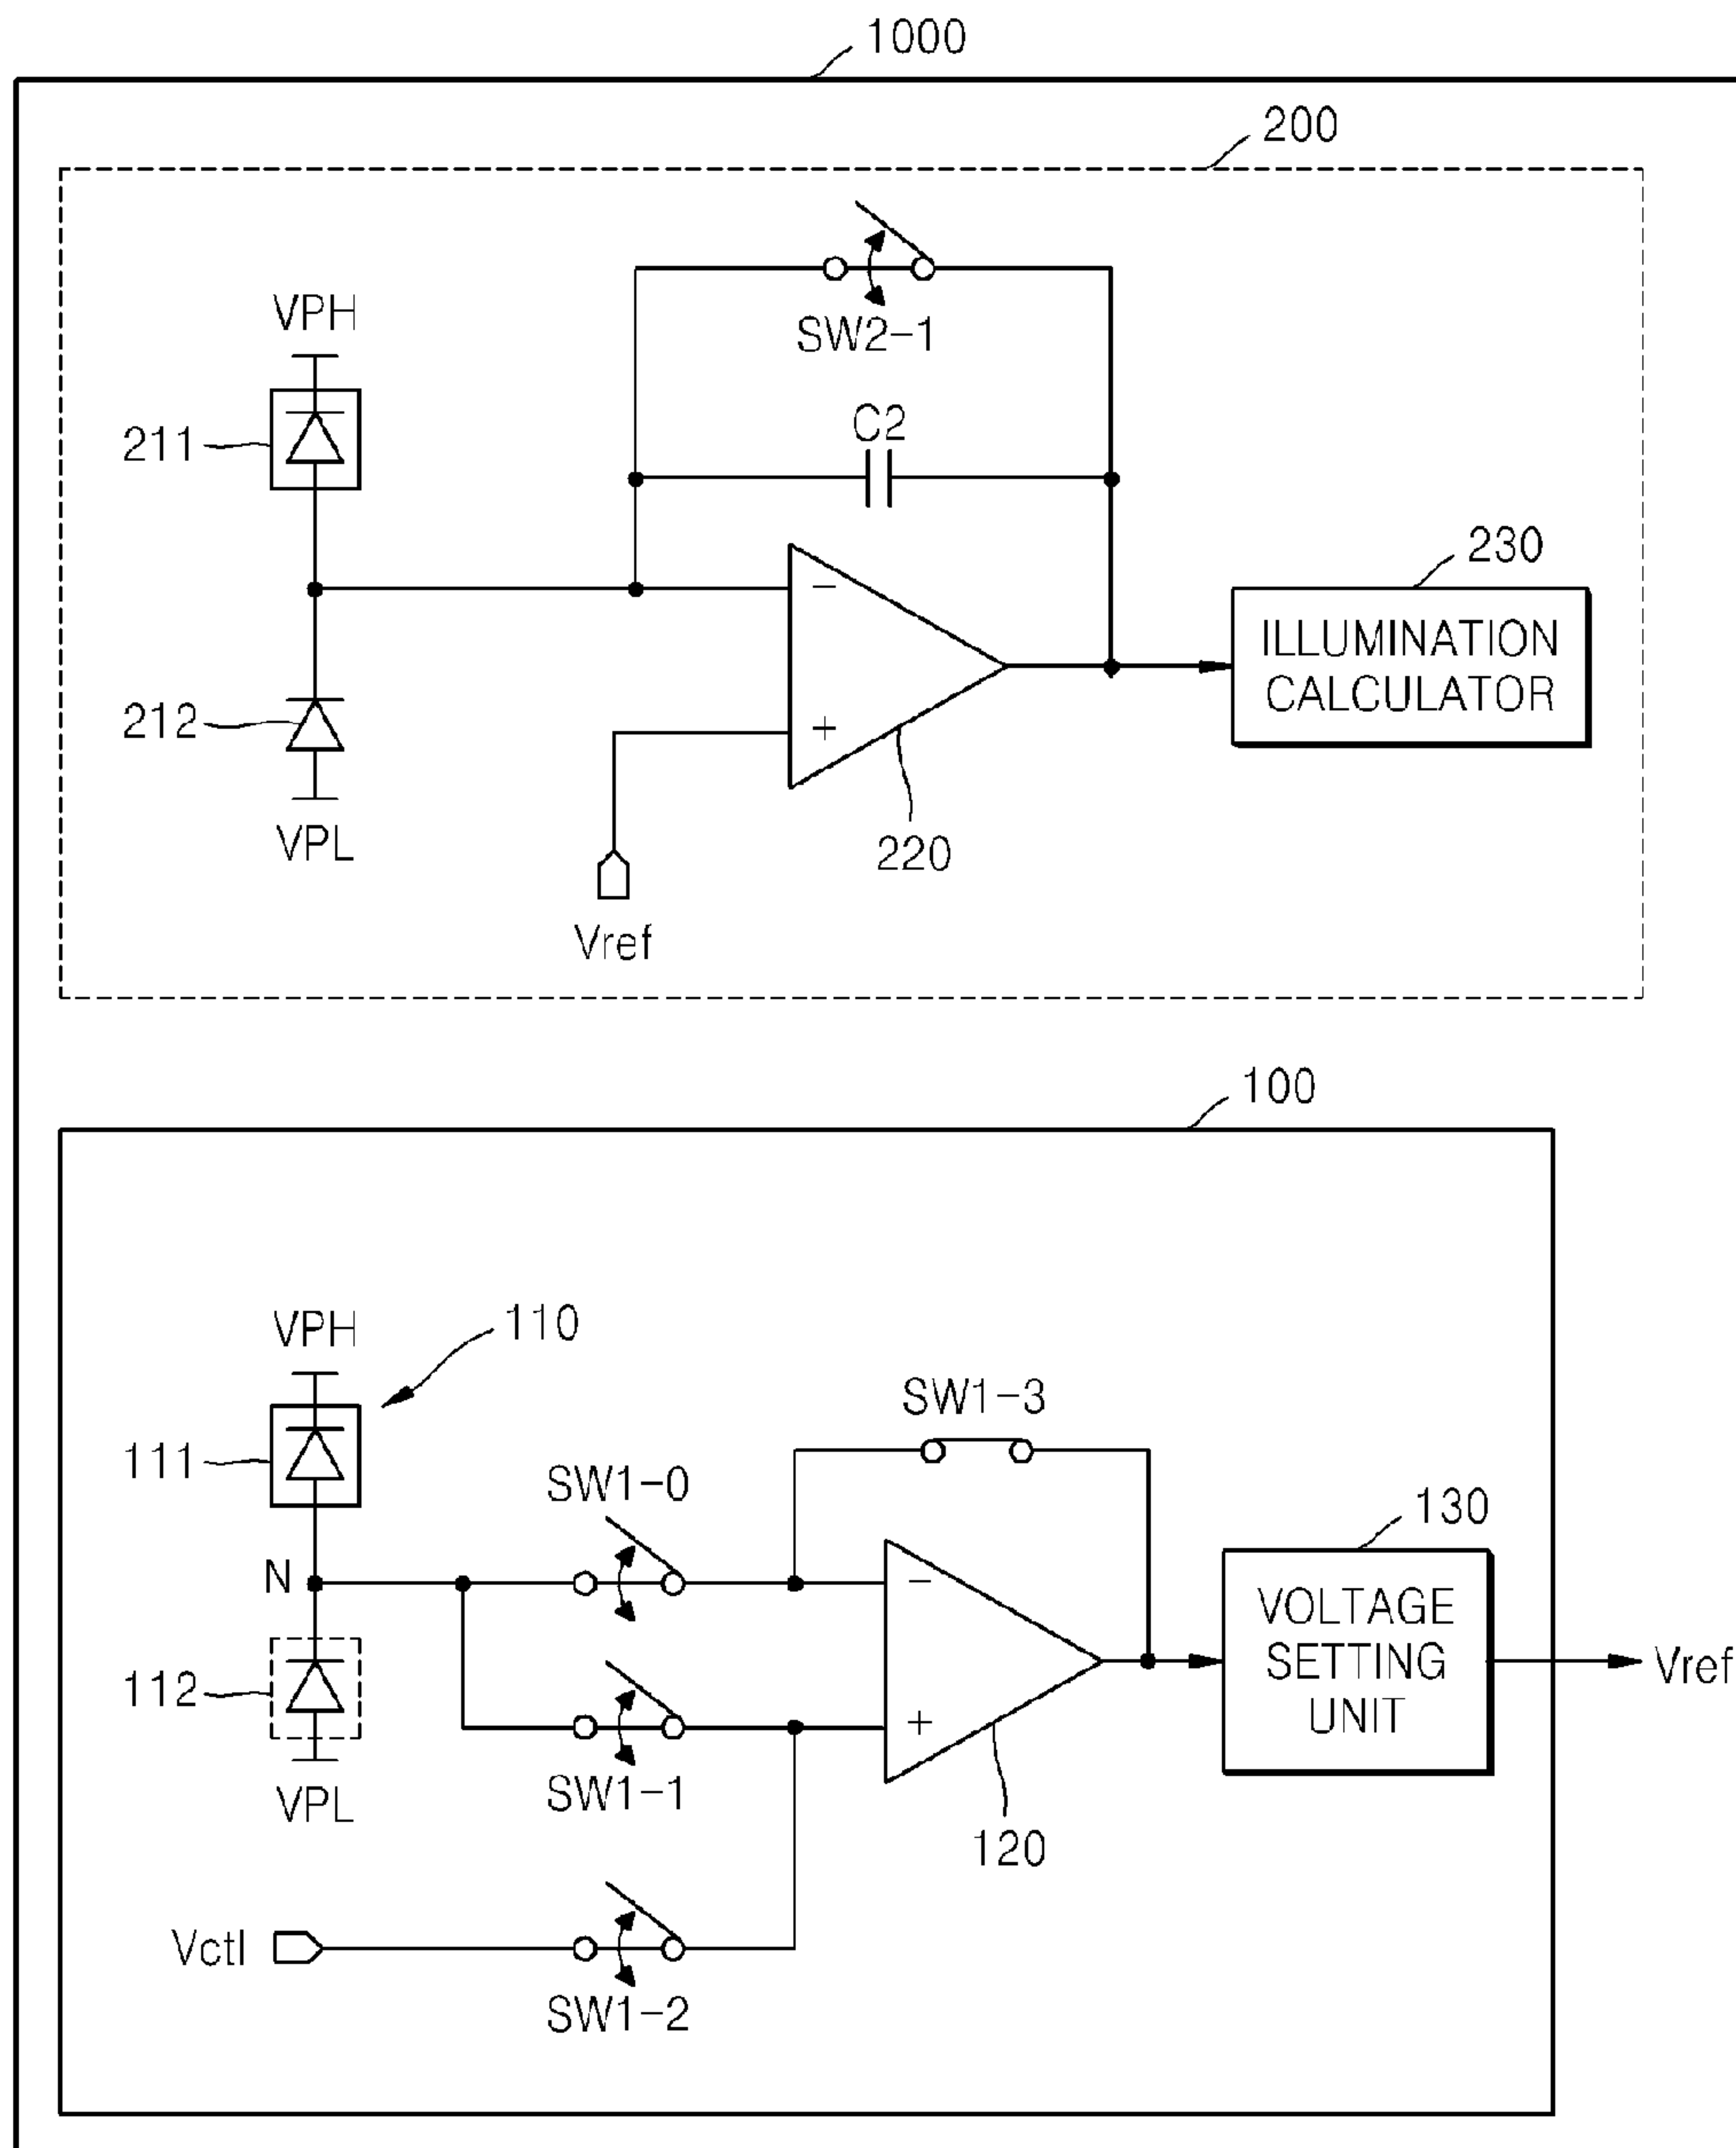 1000
200
SW2-1
VPH
211
C2
230
ILLUMINATION
CALCULATOR
-
212
+
VPL
220
Vref
100
VPH
110
SW1-3
111
SW1-0
130
N
-
VOLTAGE
SETTING
UNIT
Vref
112
+
SW1-1
VPL
120
Vctl
SW1-2